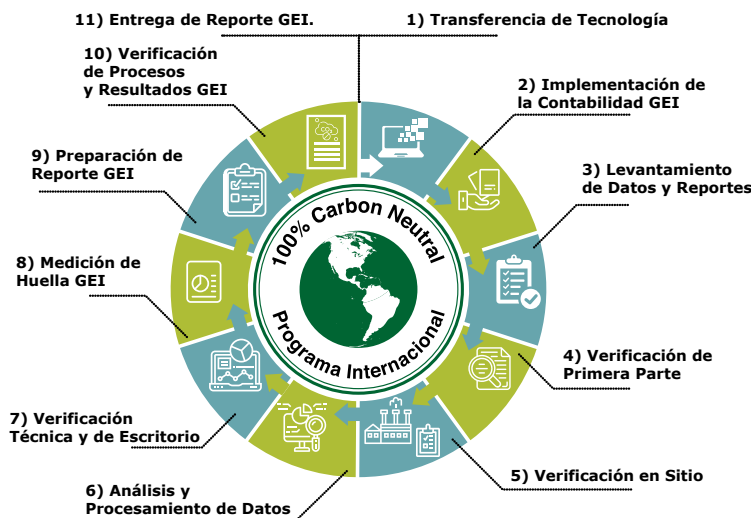 11) Entrega de Reporte GEI.
1) Transferencia de Tecnología
10) Verificación
de Procesos
y Resultados GEI
2) Implementación de
la Contabilidad GEI
9) Preparación de
Reporte GEI
3) Levantamiento
de Datos y Reportes
100% Carbon Neutral
Programa Internacional
8) Medición de
Huella GEI
4) Verificación de
Primera Parte
7) Verificación
Técnica y de Escritorio
5) Verificación en Sitio
6) Análisis y
Procesamiento de Datos